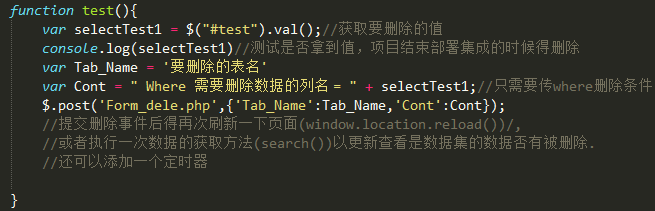 function test(){
var selectTest1 = $("#test").val();//获取要删除的值
console.log(selectTest1)//测试是否拿到值，项目结束部署集成的时候得删除
var Tab_Name = '要删除的表名'
var Cont = " Where 需要删除数据的列名 = " + selectTest1;//只需要传where删除条件
$.post('Form_dele.php',{'Tab_Name':Tab_Name,'Cont':Cont});
//提交删除事件后得再次刷新一下页面(window.location.reload())/,
//或者执行一次数据的获取方法(search())以更新查看是数据集的数据否有被删除.
//还可以添加一个定时器
}